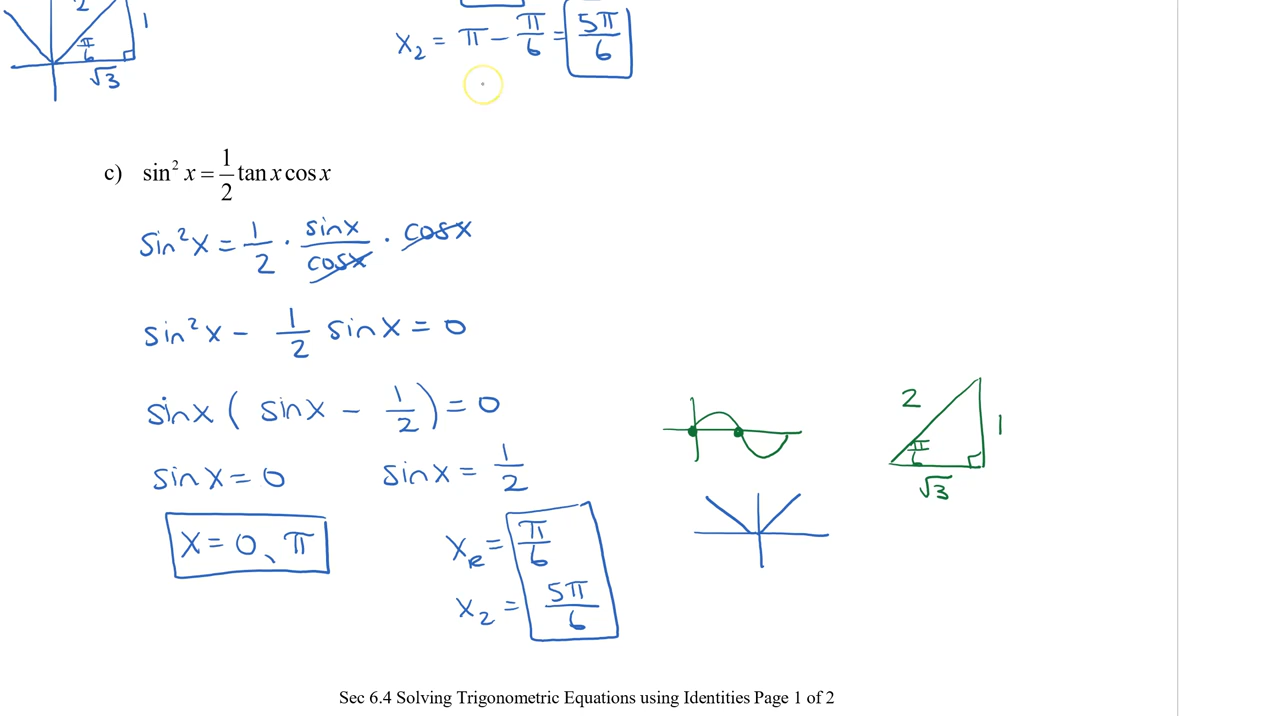 2 1 π/6 √3
x₂ = π − π/6 = 5π/6
c) sin² x = 1/2 tan x cos x
sin²x = 1/2 · sinx/cosx · cosx
sin²x − 1/2 sinx = 0
sinx ( sinx − 1/2 ) = 0
sinx = 0 sinx = 1/2
x = 0, π
x_R = π/6
x₂ = 5π/6
2 1 π/6 √3
Sec 6.4 Solving Trigonometric Equations using Identities Page 1 of 2